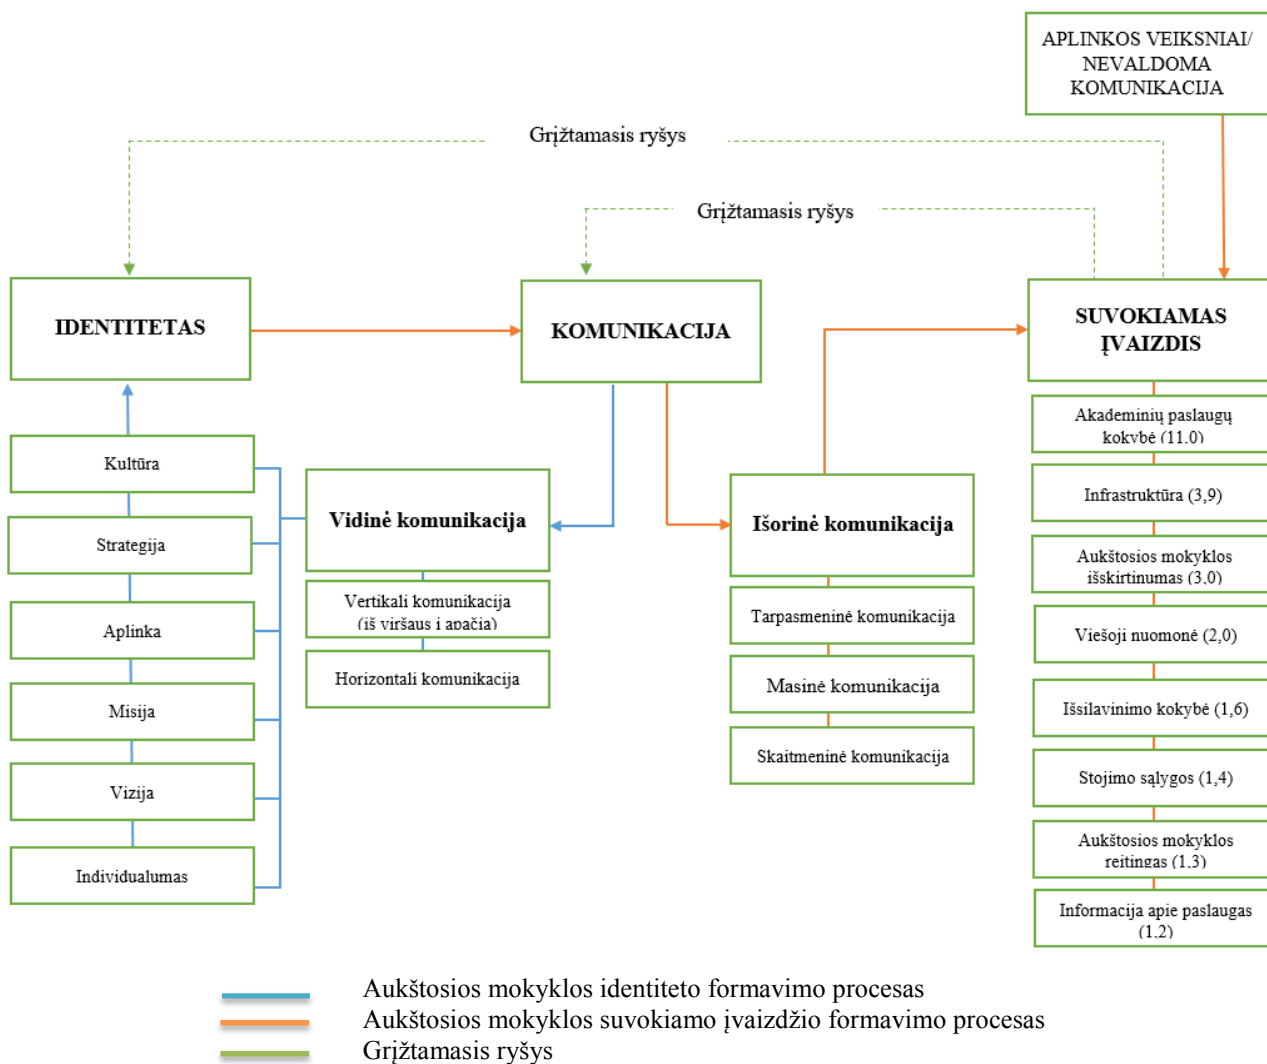 APLINKOS VEIKSNIAI/
NEVALDOMA
KOMUNIKACIJA
Grįžtamasis ryšys
Grįžtamasis ryšys
IDENTITETAS
KOMUNIKACIJA
SUVOKIAMAS
ĮVAIZDIS
Kultūra
Strategija
Aplinka
Misija
Vizija
Individualumas
Vidinė komunikacija
Vertikali komunikacija
(iš viršaus i apačia)
Horizontali komunikacija
Išorinė komunikacija
Tarpasmeninė komunikacija
Masinė komunikacija
Skaitmeninė komunikacija
Akademinių paslaugų
kokybė (11.0)
Infrastruktūra (3,9)
Aukštosios mokyklos
išskirtinumas (3,0)
Viešoji nuomonė (2,0)
Išsilavinimo kokybė (1,6)
Stojimo sąlygos (1,4)
Aukštosios mokyklos
reitingas (1,3)
Informacija apie paslaugas
(1,2)
Aukštosios mokyklos identiteto formavimo procesas
Aukštosios mokyklos suvokiamo įvaizdžio formavimo procesas
Grįžtamasis ryšys